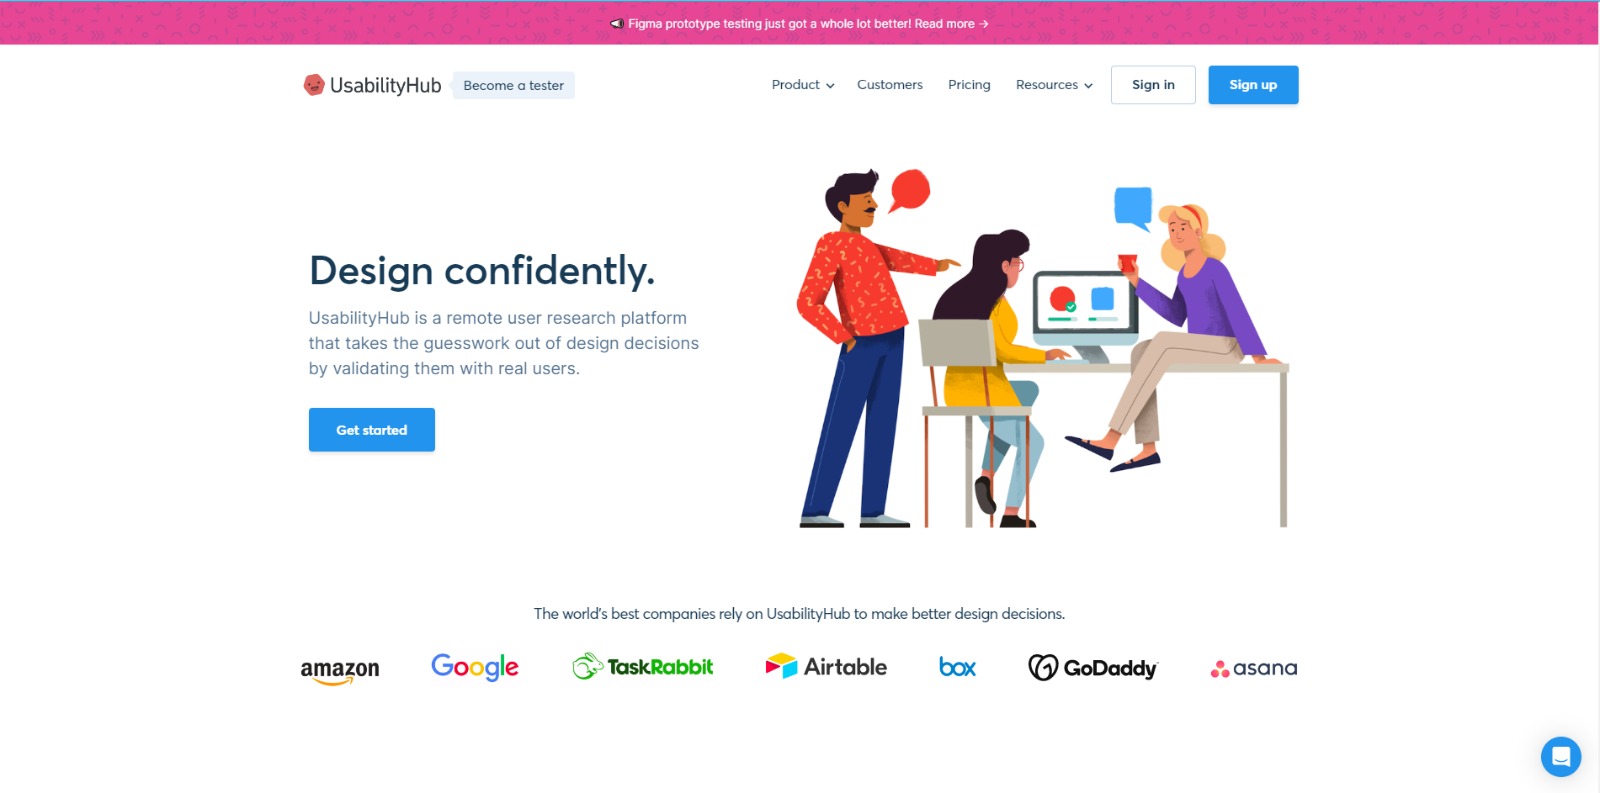 Figma prototype testing just got a whole lot better! Read more →
UsabilityHub
Become a tester
Product
Customers
Pricing
Resources
Sign in
Sign up
Design confidently.
UsabilityHub is a remote user research platform
that takes the guesswork out of design decisions
by validating them with real users.
Get started
The world's best companies rely on UsabilityHub to make better design decisions.
amazon
Google
TaskRabbit
Airtable
box
GoDaddy
asana